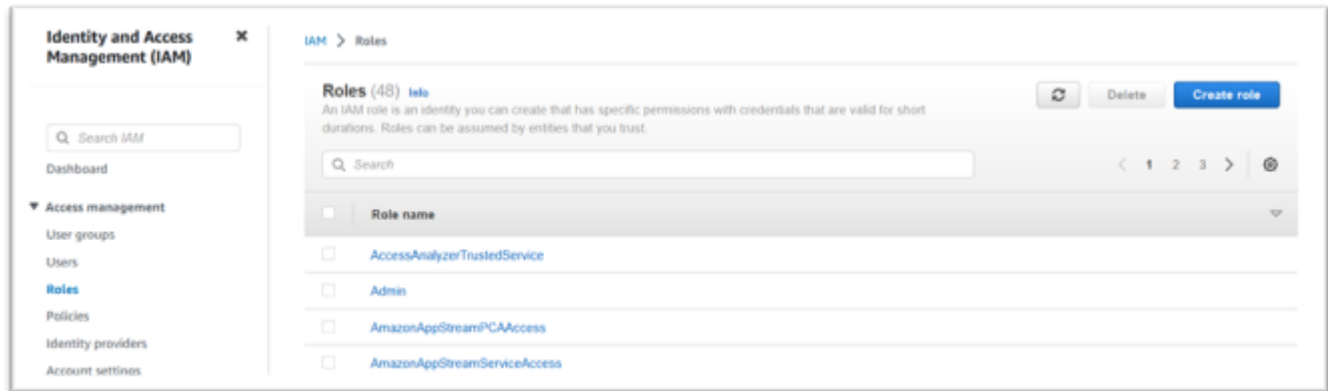 Identity and Access
Management (IAM)
Search IAM
Dashboard
Access management
User groups
Users
Roles
Policies
Identity providers
Account settings
IAM > Roles
Roles (48) Info
An IAM role is an identity you can create that has specific permissions with credentials that are valid for short
durations. Roles can be assumed by entities that you trust.
Delete
Create role
Search
1 2 3
Role name
AccessAnalyzerTrustedService
Admin
AmazonAppStreamPCAAccess
AmazonAppStreamServiceAccess